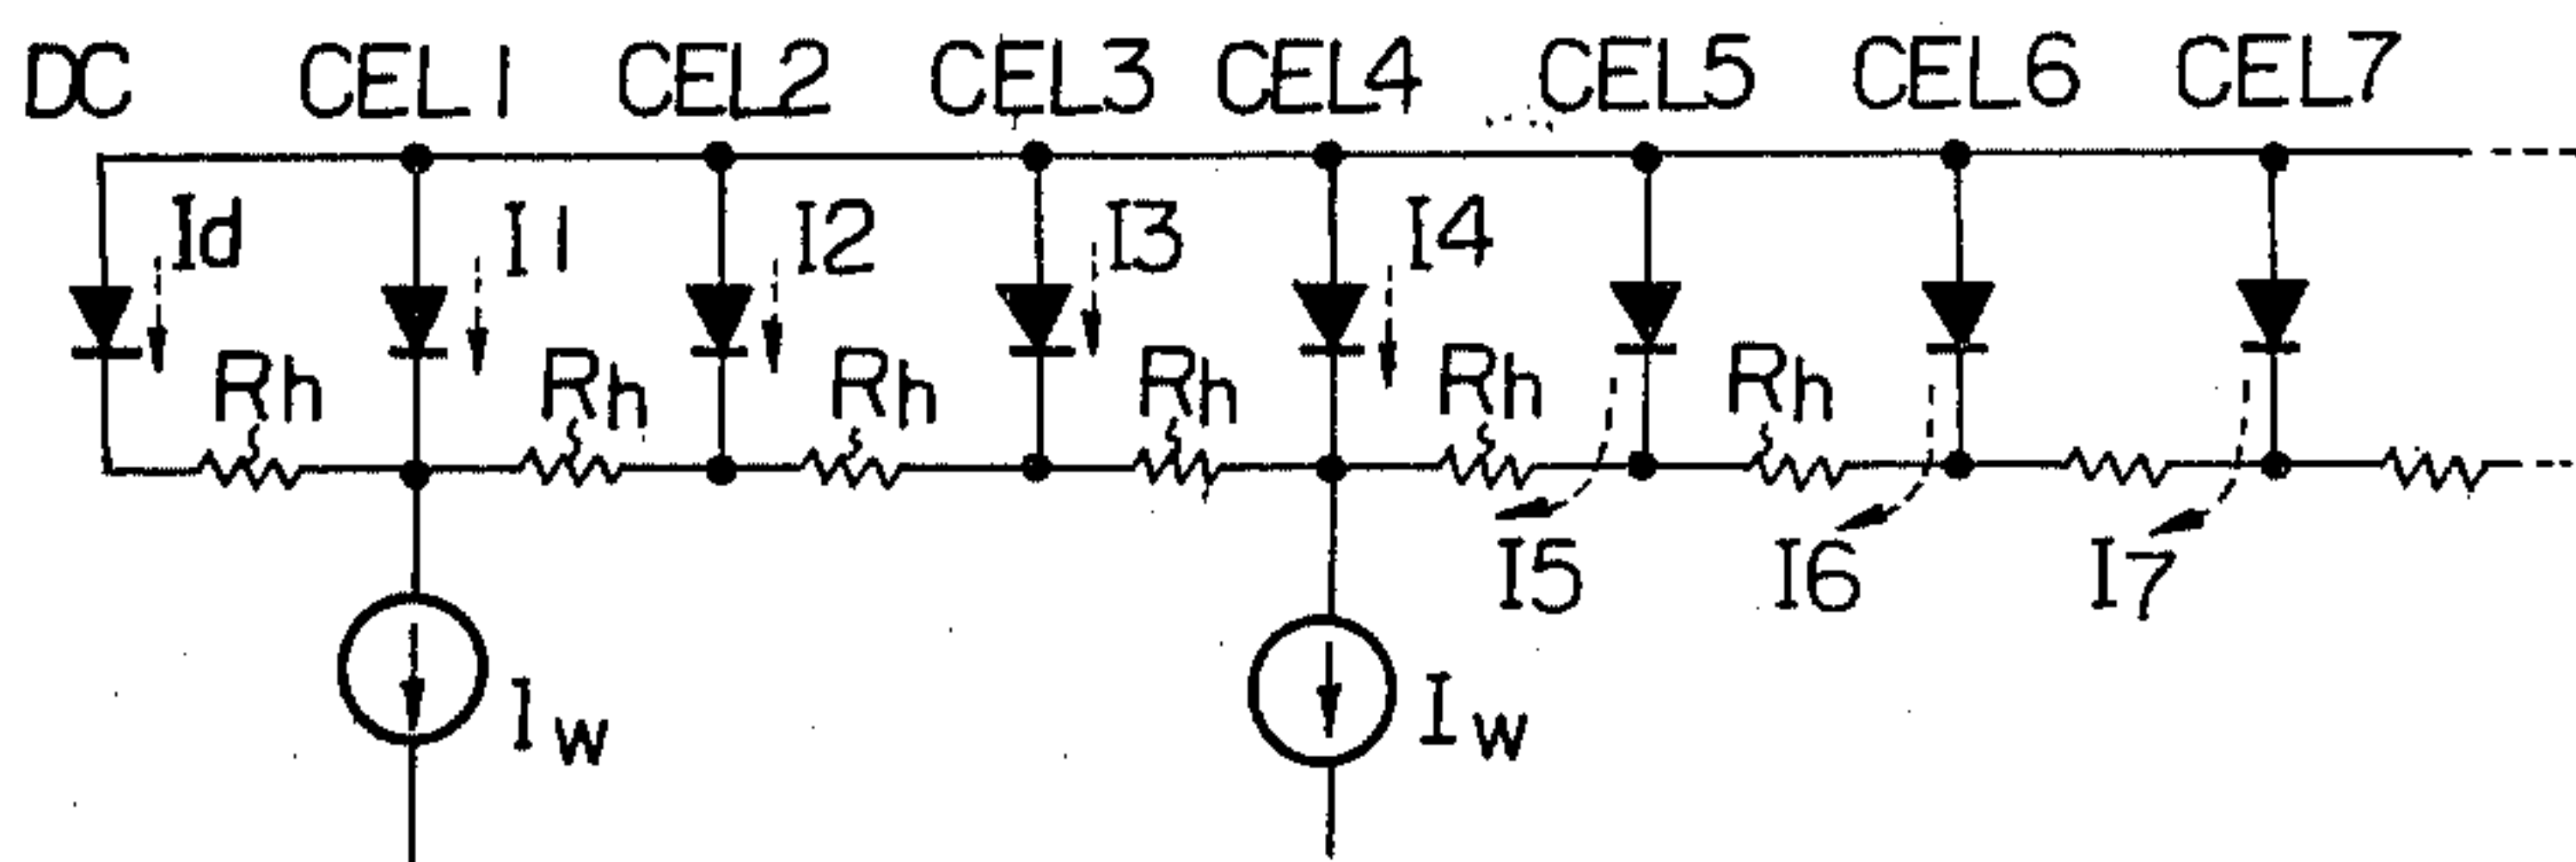 DC CEL1 CEL2 CEL3 CEL4 CEL5 CEL6 CEL7
Id I1 I2 I3 I4
Rh Rh Rh Rh Rh Rh
I5 I6 I7
Iw Iw